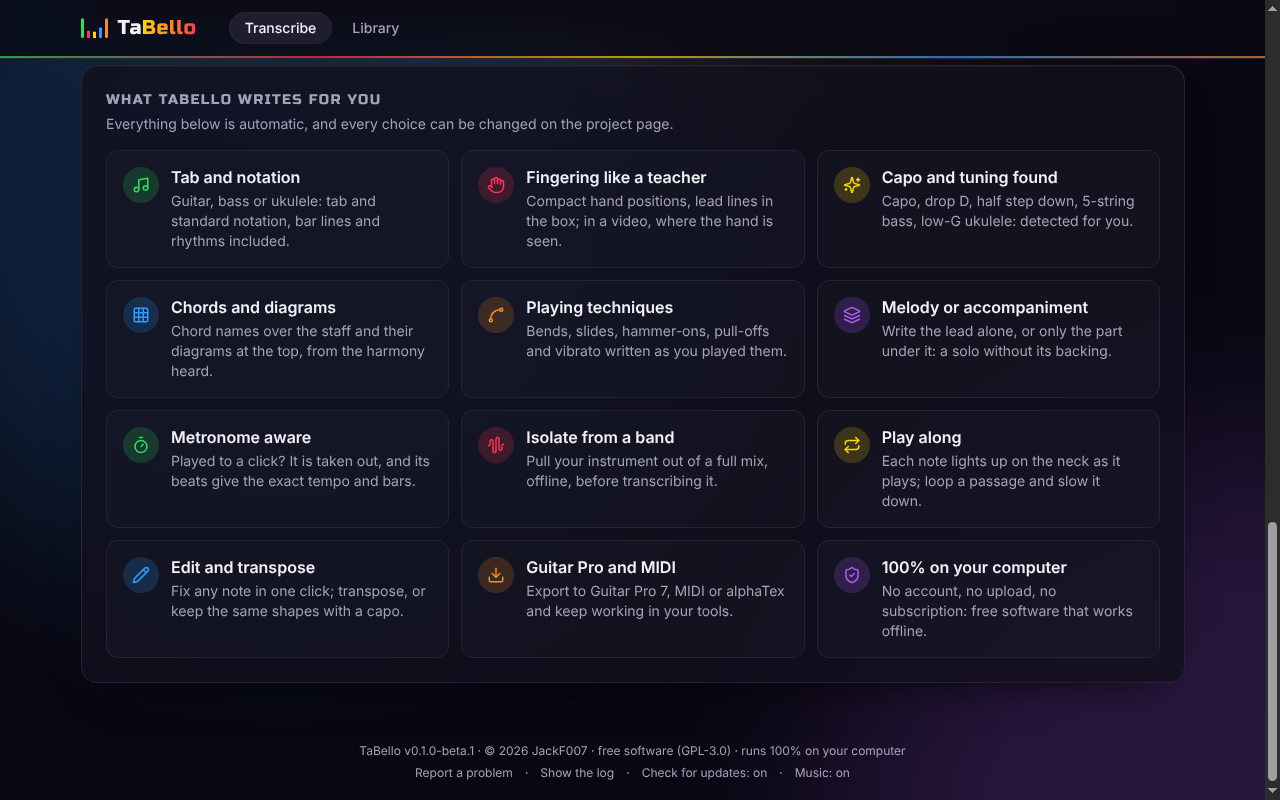 TaBello
Transcribe
Library
WHAT TABELLO WRITES FOR YOU
Everything below is automatic, and every choice can be changed on the project page.
Tab and notation
Guitar, bass or ukulele: tab and
standard notation, bar lines and
rhythms included.
Fingering like a teacher
Compact hand positions, lead lines in
the box; in a video, where the hand is
seen.
Capo and tuning found
Capo, drop D, half step down, 5-string
bass, low-G ukulele: detected for you.
Chords and diagrams
Chord names over the staff and their
diagrams at the top, from the harmony
heard.
Playing techniques
Bends, slides, hammer-ons, pull-offs
and vibrato written as you played them.
Melody or accompaniment
Write the lead alone, or only the part
under it: a solo without its backing.
Metronome aware
Played to a click? It is taken out, and its
beats give the exact tempo and bars.
Isolate from a band
Pull your instrument out of a full mix,
offline, before transcribing it.
Play along
Each note lights up on the neck as it
plays; loop a passage and slow it
down.
Edit and transpose
Fix any note in one click; transpose, or
keep the same shapes with a capo.
Guitar Pro and MIDI
Export to Guitar Pro 7, MIDI or alphaTex
and keep working in your tools.
100% on your computer
No account, no upload, no
subscription: free software that works
offline.
TaBello v0.1.0-beta.1 · © 2026 JackF007 · free software (GPL-3.0) · runs 100% on your computer
Report a problem · Show the log · Check for updates: on · Music: on